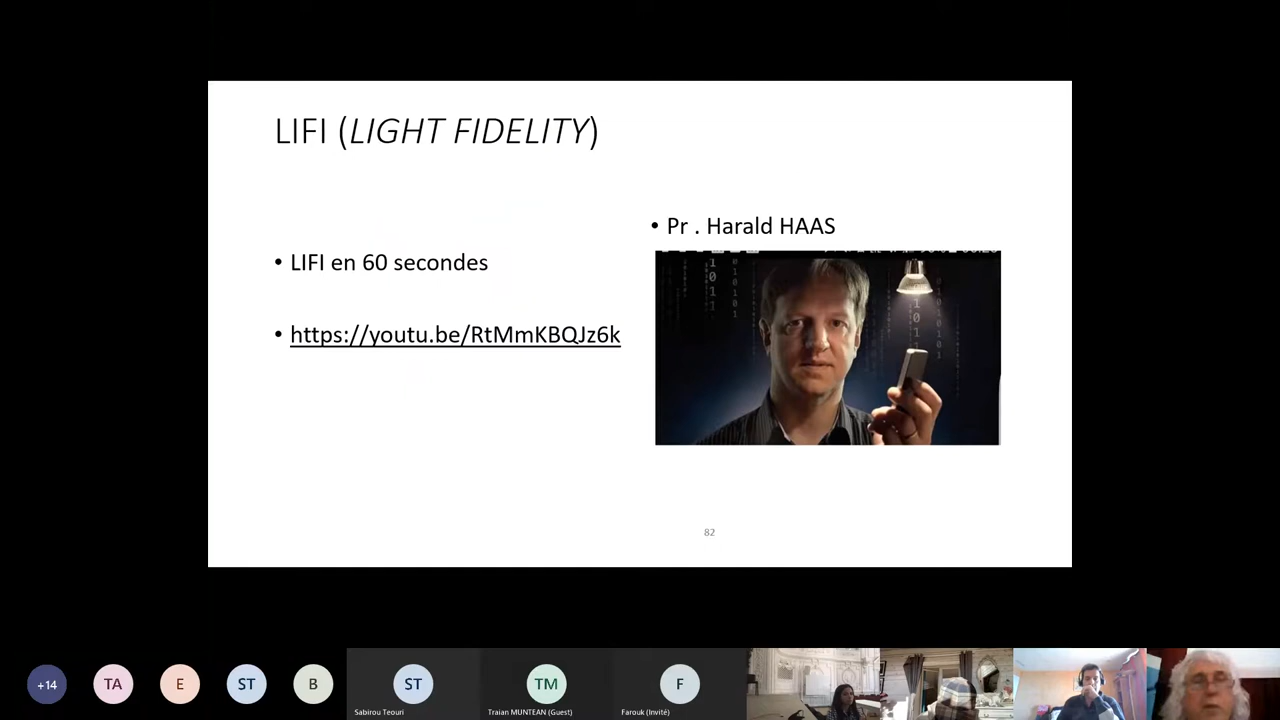 LIFI (LIGHT FIDELITY)
• Pr . Harald HAAS
• LIFI en 60 secondes
• https://youtu.be/RtMmKBQJz6k
82
+14
TA
E
ST
B
ST
TM
F
Sabirou Teouri
Traian MUNTEAN (Guest)
Farouk (Invité)